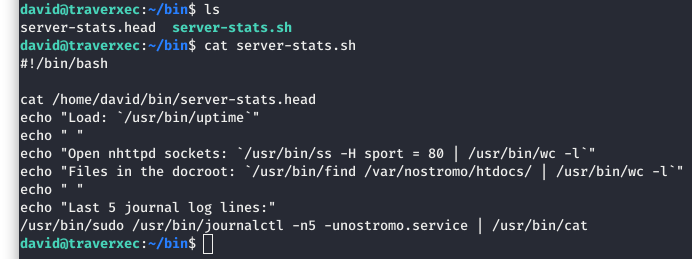 david@traverxec:~/bin$ ls
server-stats.head  server-stats.sh
david@traverxec:~/bin$ cat server-stats.sh
#!/bin/bash

cat /home/david/bin/server-stats.head
echo "Load: `/usr/bin/uptime`"
echo " "
echo "Open nhttpd sockets: `/usr/bin/ss -H sport = 80 | /usr/bin/wc -l`"
echo "Files in the docroot: `/usr/bin/find /var/nostromo/htdocs/ | /usr/bin/wc -l`"
echo " "
echo "Last 5 journal log lines:"
/usr/bin/sudo /usr/bin/journalctl -n5 -unostromo.service | /usr/bin/cat
david@traverxec:~/bin$